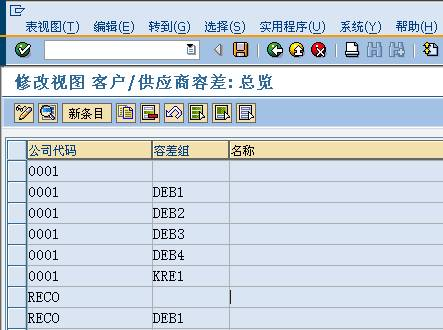 表视图(T) 编辑(E) 转到(G) 选择(S) 实用程序(U) 系统(Y) 帮助(H)
修改视图 客户/供应商容差: 总览
新条目
公司代码 容差组 名称
0001
0001 DEB1
0001 DEB2
0001 DEB3
0001 DEB4
0001 KRE1
RECO
RECO DEB1